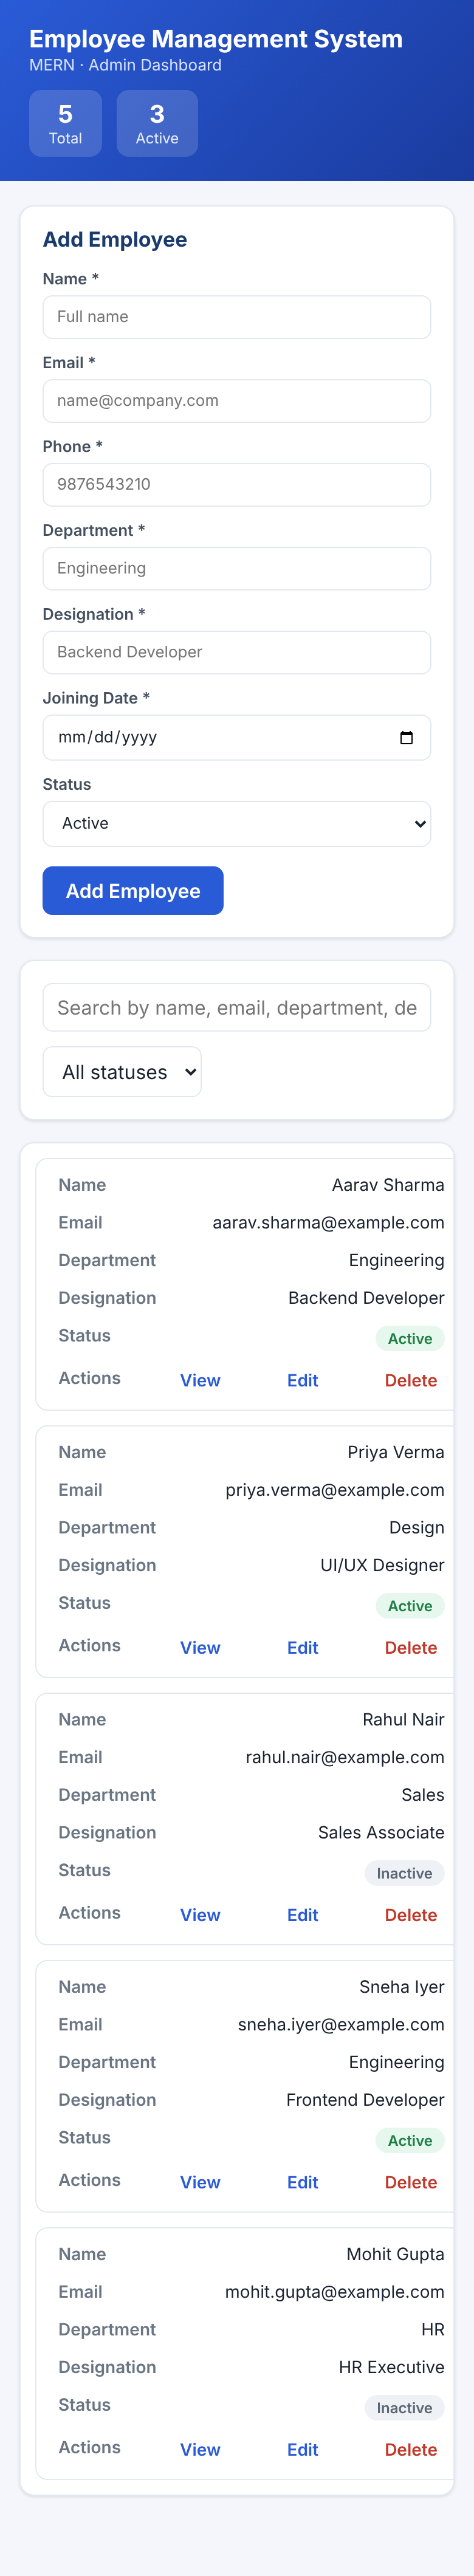 Employee Management System
MERN · Admin Dashboard
5
Total
3
Active
Add Employee
Name *
Full name
Email *
name@company.com
Phone *
9876543210
Department *
Engineering
Designation *
Backend Developer
Joining Date *
mm/dd/yyyy
Status
Active
Add Employee
Search by name, email, department, de
All statuses
Name Aarav Sharma
Email aarav.sharma@example.com
Department Engineering
Designation Backend Developer
Status Active
Actions View Edit Delete
Name Priya Verma
Email priya.verma@example.com
Department Design
Designation UI/UX Designer
Status Active
Actions View Edit Delete
Name Rahul Nair
Email rahul.nair@example.com
Department Sales
Designation Sales Associate
Status Inactive
Actions View Edit Delete
Name Sneha Iyer
Email sneha.iyer@example.com
Department Engineering
Designation Frontend Developer
Status Active
Actions View Edit Delete
Name Mohit Gupta
Email mohit.gupta@example.com
Department HR
Designation HR Executive
Status Inactive
Actions View Edit Delete